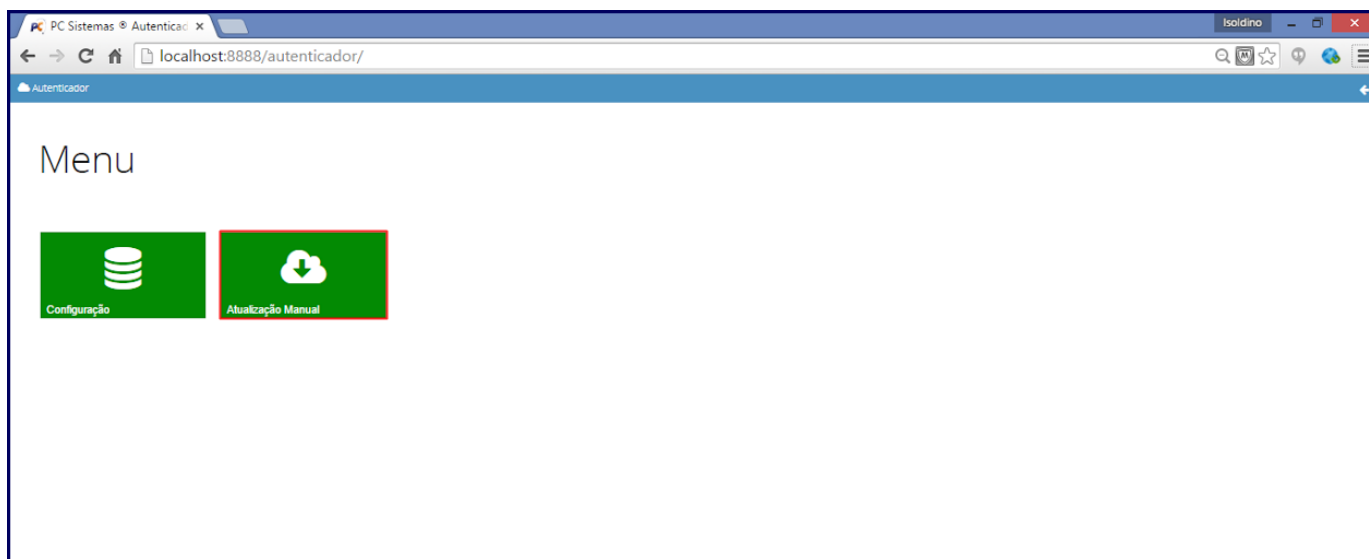 PC Sistemas ® Autenticac
Isoldino
localhost:8888/autenticador/
Autenticador
Menu
Configuração
Atualização Manual